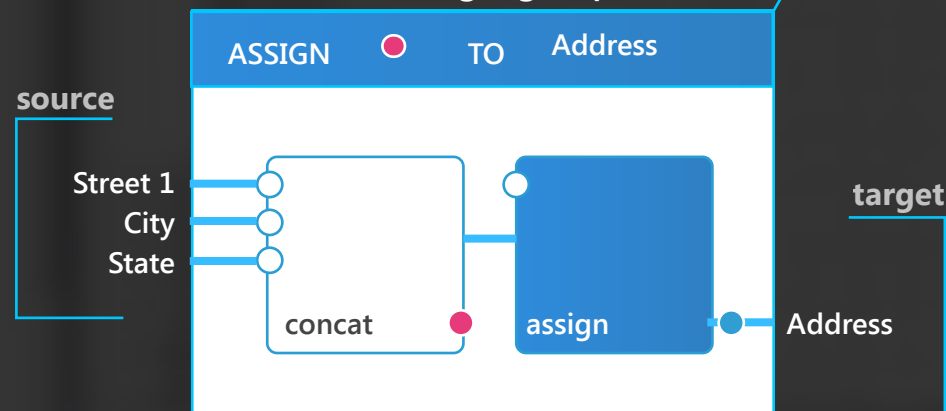 ASSIGN TO Address
source
Street 1
City
State
concat
assign
target
Address